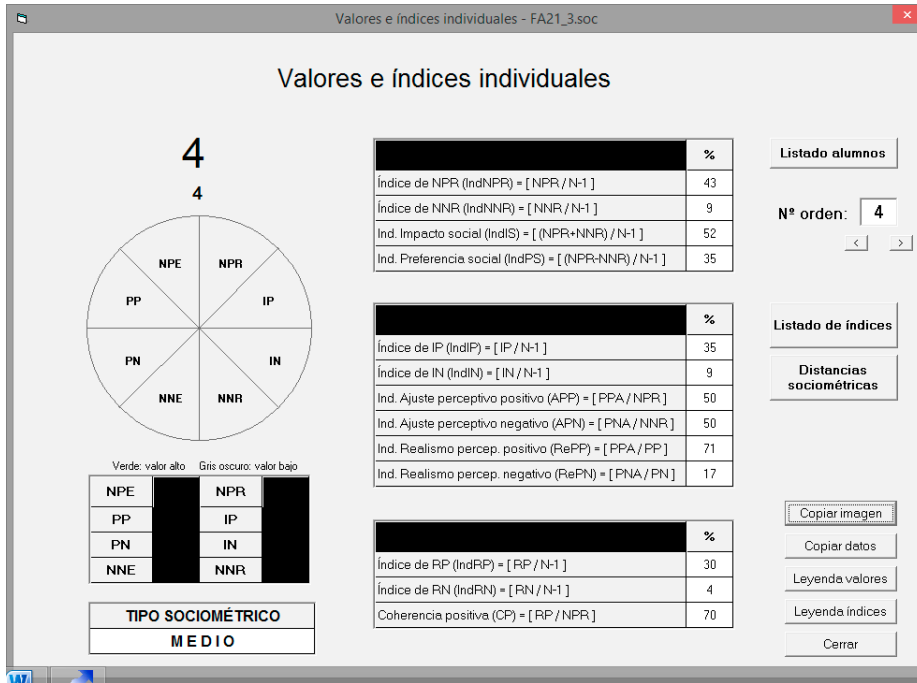 Valores e índices individuales - FA21_3.soc
Valores e índices individuales
4
4
NPE
NPR
PP
IP
PN
IN
NNE
NNR
Verde: valor alto Gris oscuro: valor bajo
NPE NPR
PP IP
PN IN
NNE NNR
TIPO SOCIOMÉTRICO
MEDIO
%
Índice de NPR (IndNPR) = [ NPR / N-1 ] 43
Índice de NNR (IndNNR) = [ NNR / N-1 ] 9
Ind. Impacto social (IndIS) = [ (NPR+NNR) / N-1 ] 52
Ind. Preferencia social (IndPS) = [ (NPR-NNR) / N-1 ] 35
%
Índice de IP (IndIP) = [ IP / N-1 ] 35
Índice de IN (IndIN) = [ IN / N-1 ] 9
Ind. Ajuste perceptivo positivo (APP) = [ PPA / NPR ] 50
Ind. Ajuste perceptivo negativo (APN) = [ PNA / NNR ] 50
Ind. Realismo percep. positivo (RePP) = [ PPA / PP ] 71
Ind. Realismo percep. negativo (RePN) = [ PNA / PN ] 17
%
Índice de RP (IndRP) = [ RP / N-1 ] 30
Índice de RN (IndRN) = [ RN / N-1 ] 4
Coherencia positiva (CP) = [ RP / NPR ] 70
Listado alumnos
Nº orden: 4
< >
Listado de índices
Distancias
sociométricas
Copiar imagen
Copiar datos
Leyenda valores
Leyenda índices
Cerrar